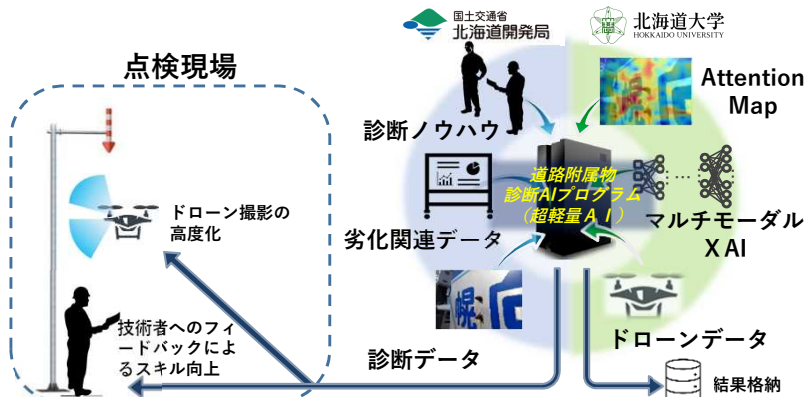 国土交通省
北海道開発局
北海道大学
HOKKAIDO UNIVERSITY
点検現場
Attention
Map
診断ノウハウ
道路附属物
診断AIプログラム
（超軽量ＡＩ）
ドローン撮影の
高度化
劣化関連データ
マルチモーダル
X AI
幌
技術者へのフィ
ードバックによ
るスキル向上
診断データ
ドローンデータ
結果格納